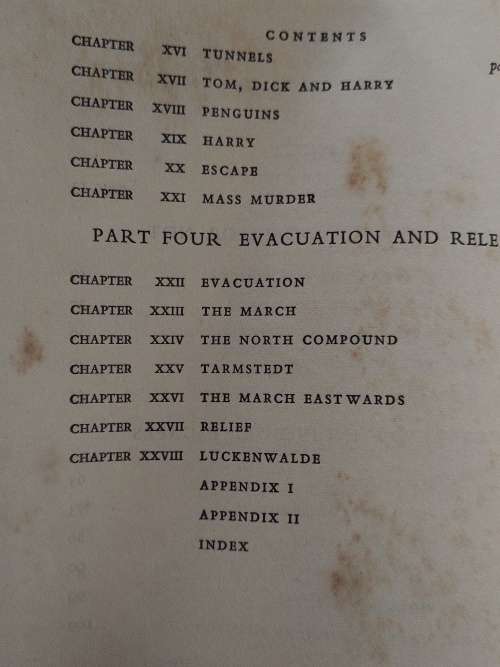 CONTENTS
CHAPTER XVI TUNNELS
CHAPTER XVII TOM, DICK AND HARRY
CHAPTER XVIII PENGUINS
CHAPTER XIX HARRY
CHAPTER XX ESCAPE
CHAPTER XXI MASS MURDER
PART FOUR EVACUATION AND RELE
CHAPTER XXII EVACUATION
CHAPTER XXIII THE MARCH
CHAPTER XXIV THE NORTH COMPOUND
CHAPTER XXV TARMSTEDT
CHAPTER XXVI THE MARCH EASTWARDS
CHAPTER XXVII RELIEF
CHAPTER XXVIII LUCKENWALDE
APPENDIX I
APPENDIX II
INDEX